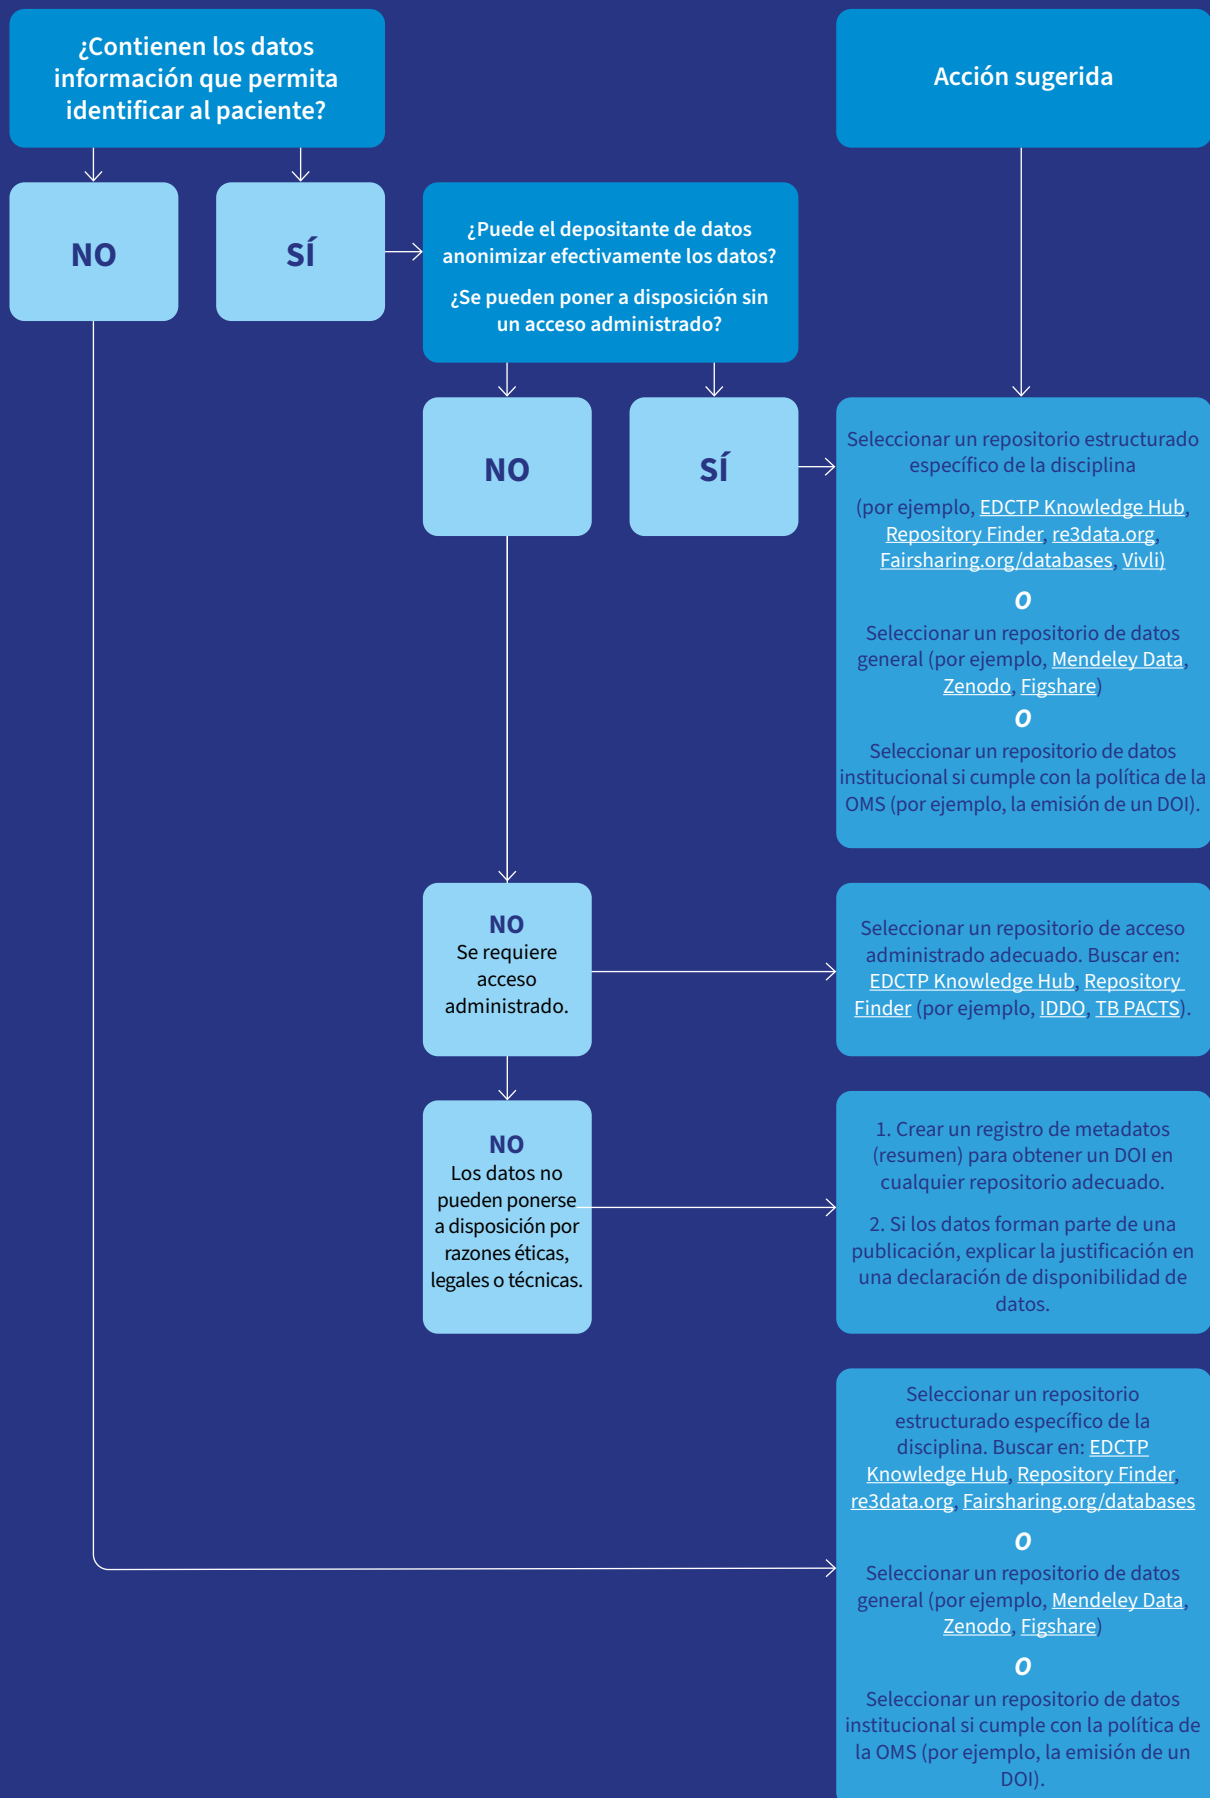 ¿Contienen los datos
información que permita
identificar al paciente?
Acción sugerida
NO
SÍ
¿Puede el depositante de datos
anonimizar efectivamente los datos?
¿Se pueden poner a disposición sin
un acceso administrado?
NO
SÍ
Seleccionar un repositorio estructurado
específico de la disciplina
(por ejemplo, EDCTP Knowledge Hub,
Repository Finder, re3data.org,
Fairsharing.org/databases, Vivli)
O
Seleccionar un repositorio de datos
general (por ejemplo, Mendeley Data,
Zenodo, Figshare)
O
Seleccionar un repositorio de datos
institucional si cumple con la política de la
OMS (por ejemplo, la emisión de un DOI).
NO
Se requiere
acceso
administrado.
Seleccionar un repositorio de acceso
administrado adecuado. Buscar en:
EDCTP Knowledge Hub, Repository
Finder (por ejemplo, IDDO, TB PACTS).
NO
Los datos no
pueden ponerse
a disposición por
razones éticas,
legales o técnicas.
1. Crear un registro de metadatos
(resumen) para obtener un DOI en
cualquier repositorio adecuado.
2. Si los datos forman parte de una
publicación, explicar la justificación en
una declaración de disponibilidad de
datos.
Seleccionar un repositorio
estructurado específico de la
disciplina. Buscar en: EDCTP
Knowledge Hub, Repository Finder,
re3data.org, Fairsharing.org/databases
O
Seleccionar un repositorio de datos
general (por ejemplo, Mendeley Data,
Zenodo, Figshare)
O
Seleccionar un repositorio de datos
institucional si cumple con la política de
la OMS (por ejemplo, la emisión de un
DOI).